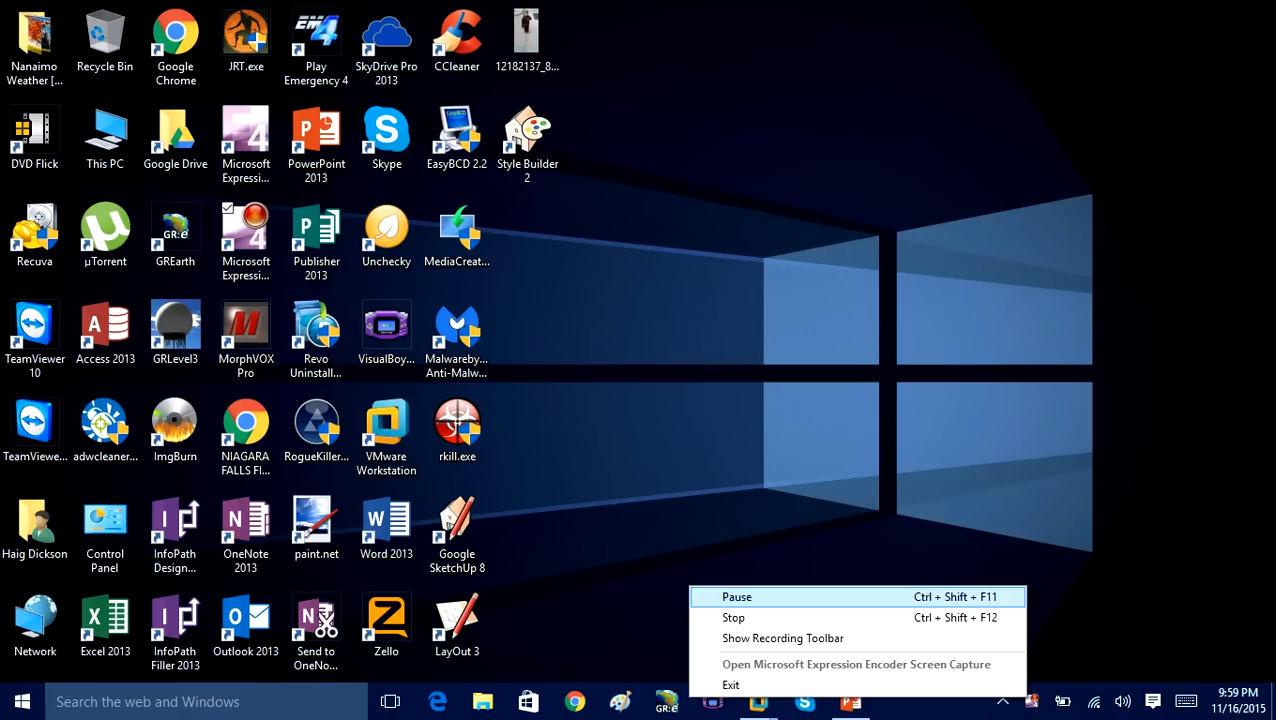 Nanaimo Weather [...
Recycle Bin
Google Chrome
JRT.exe
EM4
Play Emergency 4
SkyDrive Pro 2013
CCleaner
12182137_8...
DVD Flick
This PC
Google Drive
4
Microsoft Expressi...
PowerPoint 2013
Skype
EasyBCD
EasyBCD 2.2
Style Builder 2
Recuva
µTorrent
GR:e
GREarth
4
Microsoft Expressi...
Publisher 2013
Unchecky
MediaCreat...
TeamViewer 10
Access 2013
GRLevel3
MorphVOX Pro
Revo Uninstall...
VisualBoy...
Malwareby... Anti-Malw...
TeamViewe...
adwcleaner...
ImgBurn
NIAGARA FALLS Fl...
RogueKiller...
VMware Workstation
rkill.exe
Haig Dickson
Control Panel
InfoPath Design...
OneNote 2013
paint.net
Word 2013
Google SketchUp 8
Network
Excel 2013
InfoPath Filler 2013
Outlook 2013
Send to OneNo...
Zello
LayOut 3
Pause Ctrl + Shift + F11
Stop Ctrl + Shift + F12
Show Recording Toolbar
Open Microsoft Expression Encoder Screen Capture
Exit
Search the web and Windows
GR:e
9:59 PM
11/16/2015